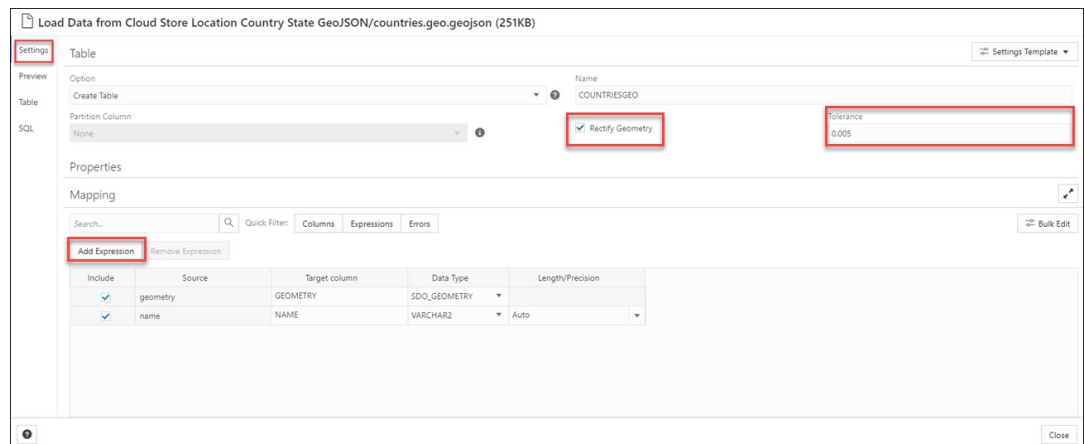 Load Data from Cloud Store Location Country State GeoJSON/countries.geo.geojson (251KB)
Settings
Preview
Table
SQL
Table
Settings Template
Option
Create Table
Name
COUNTRIESGEO
Partition Column
None
Rectify Geometry
Tolerance
0.005
Properties
Mapping
Search...
Quick Filter: Columns Expressions Errors
Bulk Edit
Add Expression Remove Expression
Include Source Target column Data Type Length/Precision
geometry GEOMETRY SDO_GEOMETRY
name NAME VARCHAR2 Auto
Close